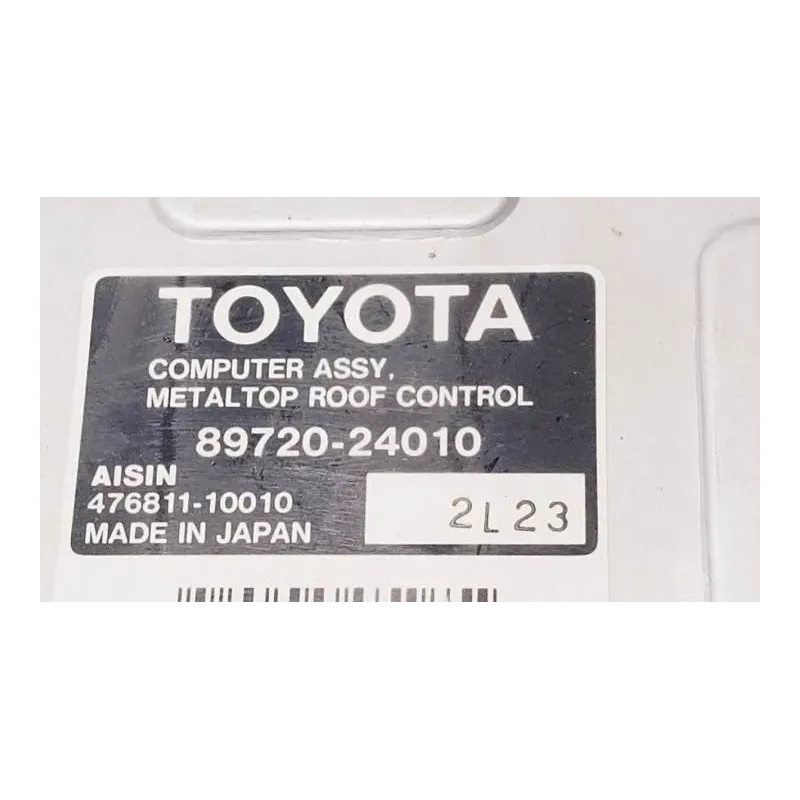 TOYOTA
COMPUTER ASSY,
METALTOP ROOF CONTROL
89720-24010
AISIN
476811-10010
MADE IN JAPAN
2L23